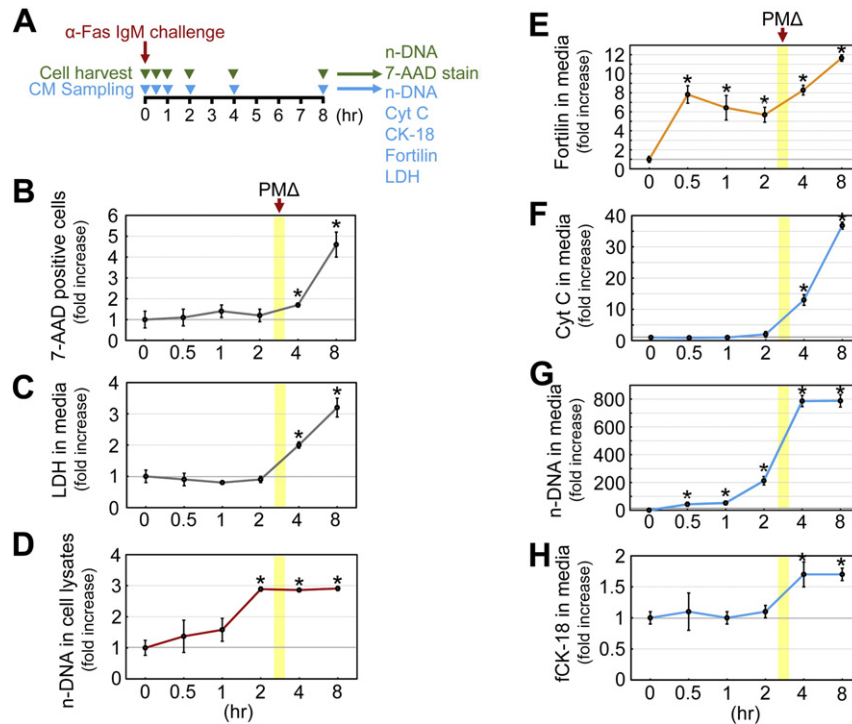 A
α-Fas IgM challenge
Cell harvest
CM Sampling
0 1 2 3 4 5 6 7 8 (hr)
n-DNA
7-AAD stain
n-DNA
Cyt C
CK-18
Fortilin
LDH
B
PMΔ
7-AAD positive cells
(fold increase)
6
5
4
3
2
1
0
* *
0 0.5 1 2 4 8
C
LDH in media
(fold increase)
4
3
2
1
0
* *
0 0.5 1 2 4 8
D
n-DNA in cell lysates
(fold increase)
4
3
2
1
0
* * *
0 0.5 1 2 4 8
(hr)
E
PMΔ
Fortilin in media
(fold increase)
12
10
8
6
4
2
0
* * * * *
0 0.5 1 2 4 8
F
Cyt C in media
(fold increase)
40
30
20
10
0
* *
0 0.5 1 2 4 8
G
n-DNA in media
(fold increase)
800
600
400
200
0
* * * * *
0 0.5 1 2 4 8
H
fCK-18 in media
(fold increase)
2
1.5
1
0.5
0
* *
0 0.5 1 2 4 8
(hr)